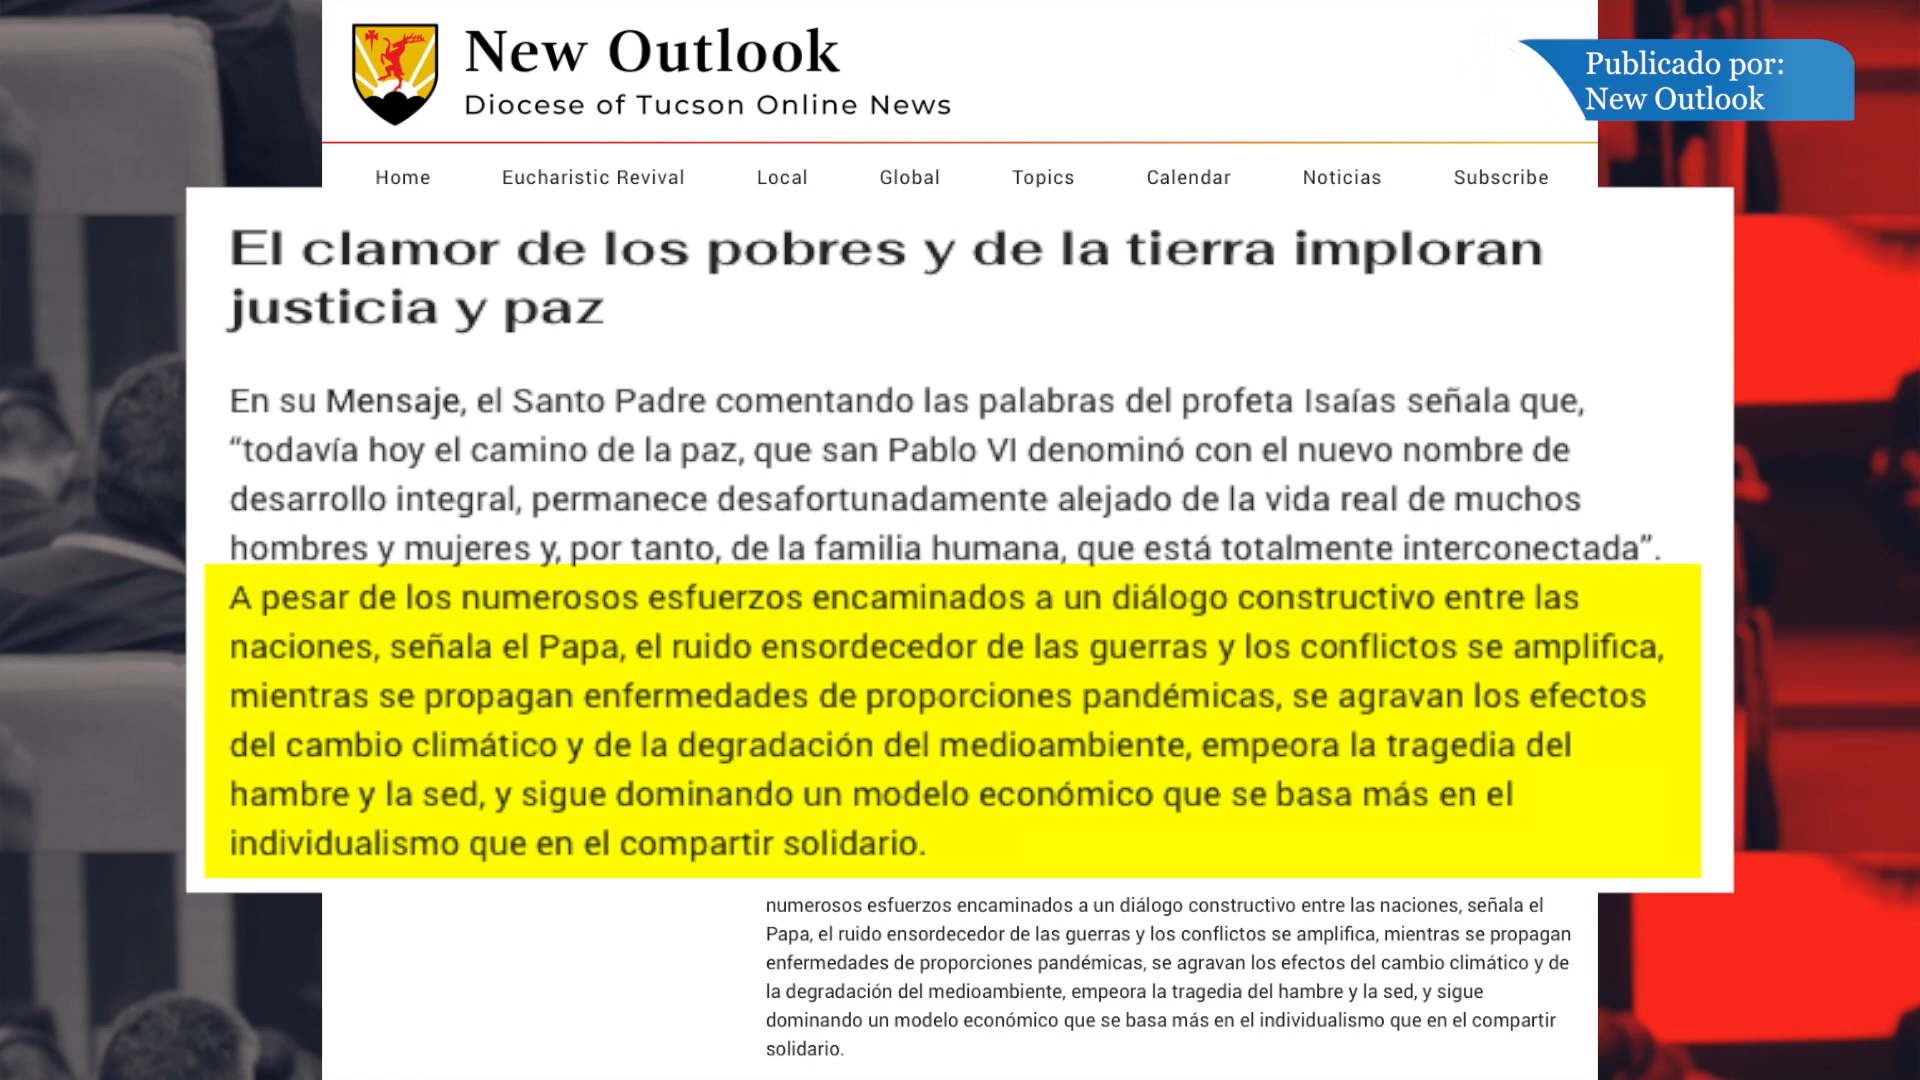 New Outlook
Diocese of Tucson Online News
Publicado por:
New Outlook
Home Eucharistic Revival Local Global Topics Calendar Noticias Subscribe
El clamor de los pobres y de la tierra imploran
justicia y paz
En su Mensaje, el Santo Padre comentando las palabras del profeta Isaías señala que,
“todavía hoy el camino de la paz, que san Pablo VI denominó con el nuevo nombre de
desarrollo integral, permanece desafortunadamente alejado de la vida real de muchos
hombres y mujeres y, por tanto, de la familia humana, que está totalmente interconectada”.
A pesar de los numerosos esfuerzos encaminados a un diálogo constructivo entre las
naciones, señala el Papa, el ruido ensordecedor de las guerras y los conflictos se amplifica,
mientras se propagan enfermedades de proporciones pandémicas, se agravan los efectos
del cambio climático y de la degradación del medioambiente, empeora la tragedia del
hambre y la sed, y sigue dominando un modelo económico que se basa más en el
individualismo que en el compartir solidario.
numerosos esfuerzos encaminados a un diálogo constructivo entre las naciones, señala el
Papa, el ruido ensordecedor de las guerras y los conflictos se amplifica, mientras se propagan
enfermedades de proporciones pandémicas, se agravan los efectos del cambio climático y de
la degradación del medioambiente, empeora la tragedia del hambre y la sed, y sigue
dominando un modelo económico que se basa más en el individualismo que en el compartir
solidario.